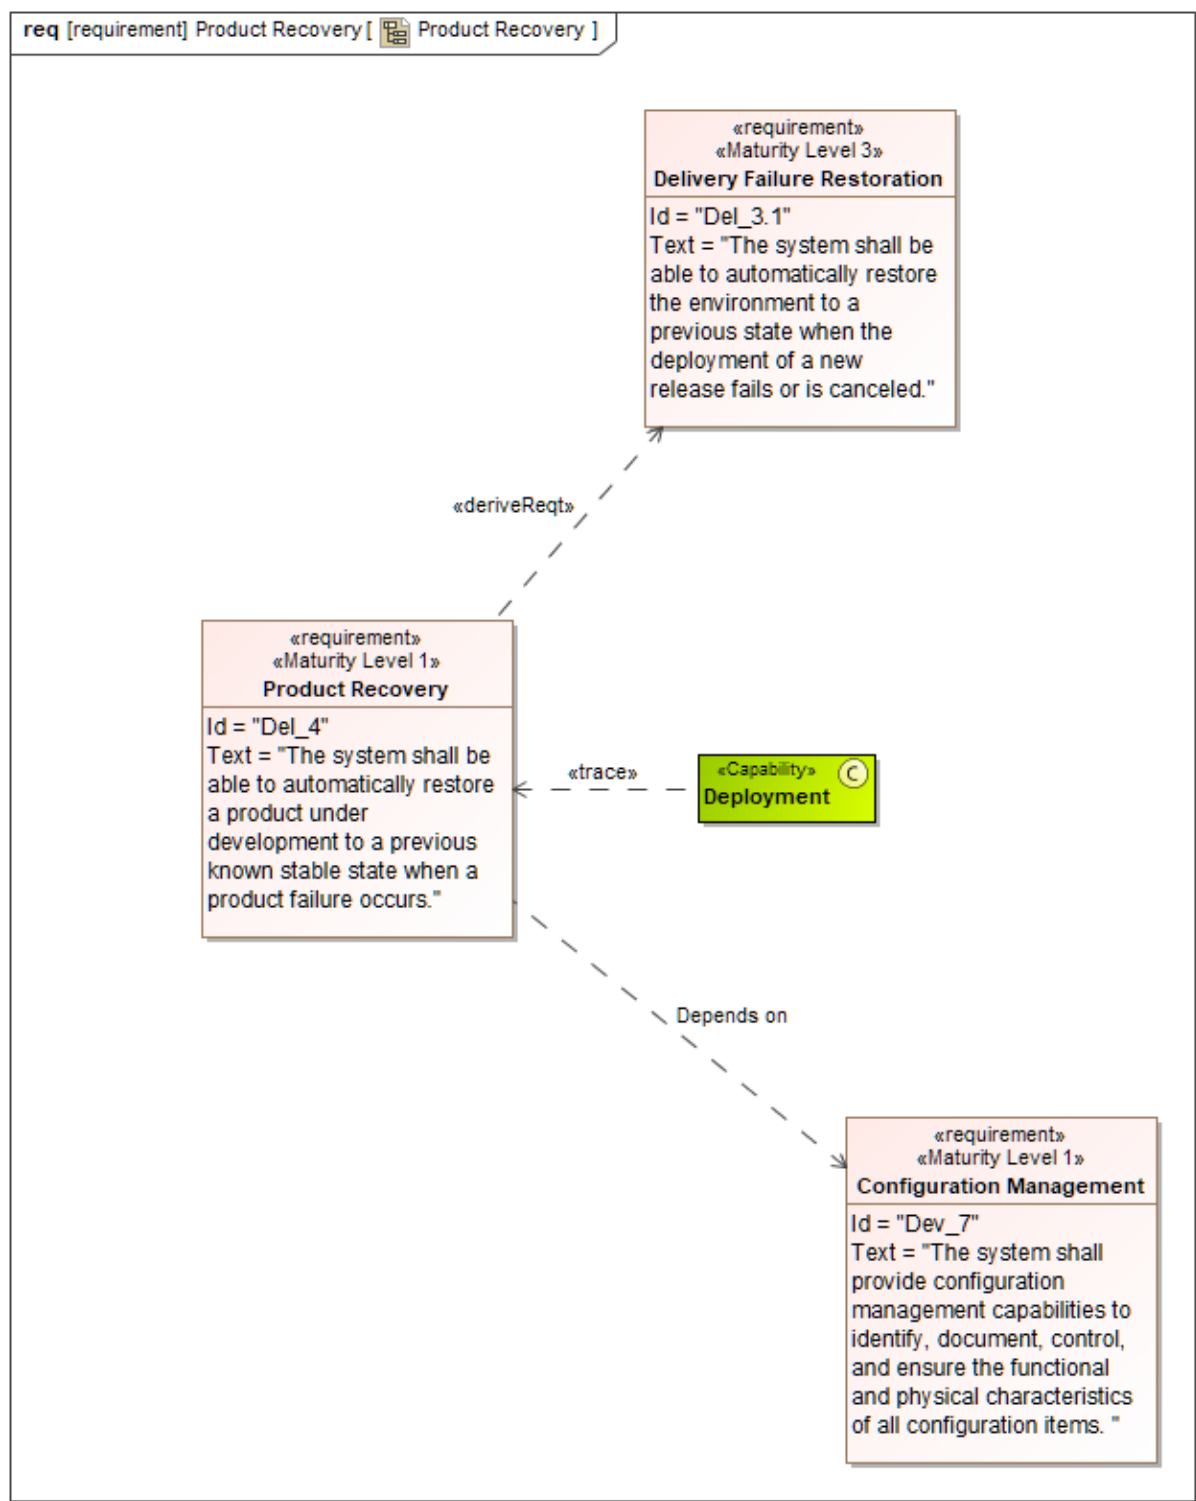 req [requirement] Product Recovery [ Product Recovery ]
«requirement»
«Maturity Level 3»
Delivery Failure Restoration
Id = "Del_3.1"
Text = "The system shall be
able to automatically restore
the environment to a
previous state when the
deployment of a new
release fails or is canceled."
«deriveReqt»
«requirement»
«Maturity Level 1»
Product Recovery
Id = "Del_4"
Text = "The system shall be
able to automatically restore
a product under
development to a previous
known stable state when a
product failure occurs."
«trace»
«Capability»
C
Deployment
Depends on
«requirement»
«Maturity Level 1»
Configuration Management
Id = "Dev_7"
Text = "The system shall
provide configuration
management capabilities to
identify, document, control,
and ensure the functional
and physical characteristics
of all configuration items. "